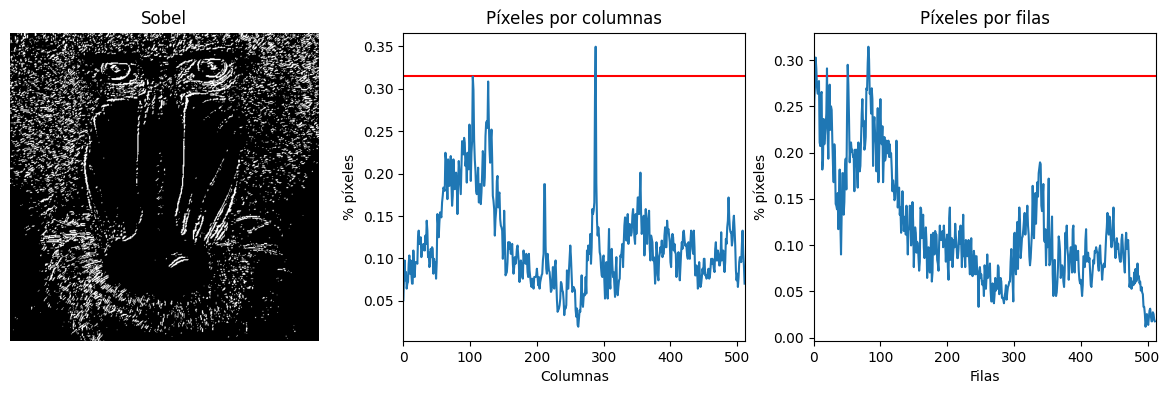 Sobel
Píxeles por columnas
% píxeles
0.35
0.30
0.25
0.20
0.15
0.10
0.05
0 100 200 300 400 500
Columnas
Píxeles por filas
% píxeles
0.30
0.25
0.20
0.15
0.10
0.05
0.00
0 100 200 300 400 500
Filas